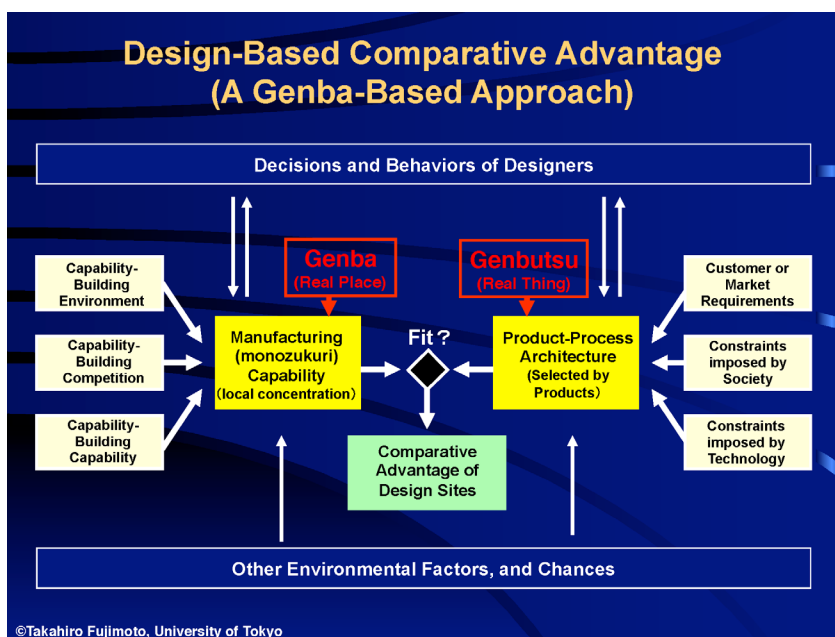 Design-Based Comparative Advantage
(A Genba-Based Approach)
Decisions and Behaviors of Designers
Genba
(Real Place)
Genbutsu
(Real Thing)
Capability-
Building
Environment
Capability-
Building
Competition
Capability-
Building
Capability
Manufacturing
(monozukuri)
Capability
(local concentration)
Fit?
Product-Process
Architecture
(Selected by
Products)
Customer or
Market
Requirements
Constraints
imposed by
Society
Constraints
imposed by
Technology
Comparative
Advantage of
Design Sites
Other Environmental Factors, and Chances
©Takahiro Fujimoto, University of Tokyo